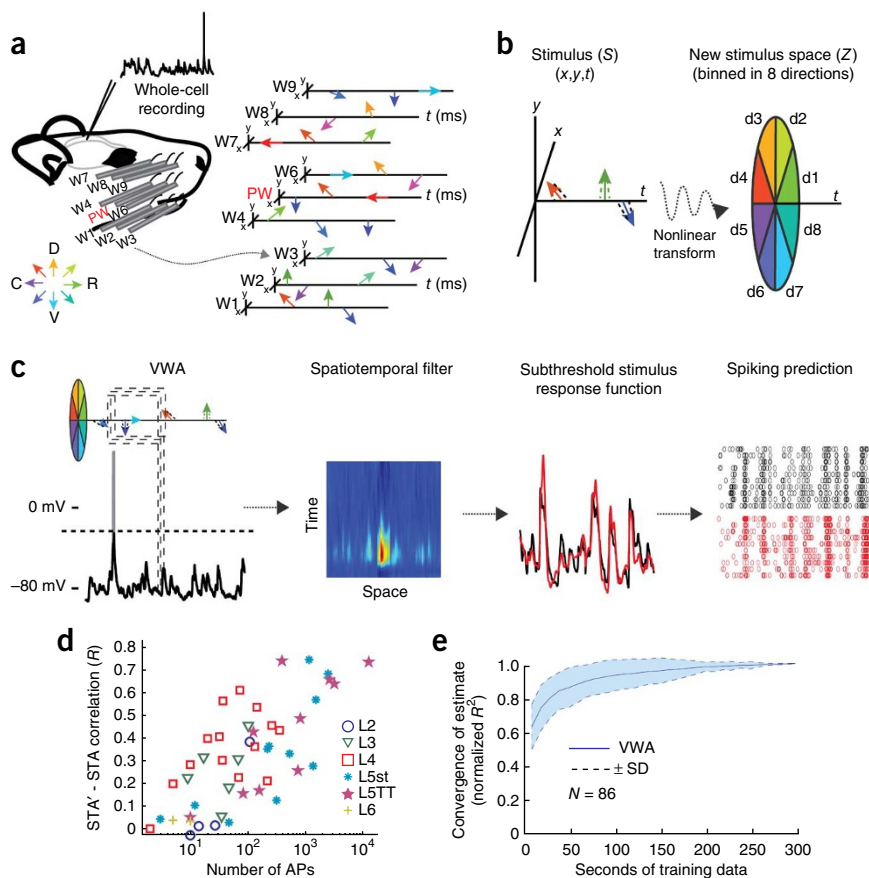 a
Whole-cell
recording
W7
W8
W9
W4
PW
W6
W1
W2
W3
D
C
R
V
y
W9
x
y
W8
x
t (ms)
y
W7
x
y
W6
x
y
PW
x
t (ms)
y
W4
x
y
W3
x
y
W2
x
t (ms)
y
W1
x
b
Stimulus (S)
(x,y,t)
New stimulus space (Z)
(binned in 8 directions)
y
x
t
Nonlinear
transform
d3
d2
d4
d1
t
d5
d8
d6
d7
c
VWA
Spatiotemporal filter
Subthreshold stimulus
response function
Spiking prediction
0 mV
–80 mV
Time
Space
d
STA′ - STA correlation (R)
0.8
0.7
0.6
0.5
0.4
0.3
0.2
0.1
0
10¹
10²
10³
10⁴
Number of APs
L2
L3
L4
L5st
L5TT
L6
e
Convergence of estimate
(normalized R²)
1.0
0.8
0.6
0.4
0.2
0
0
50
100
150
200
250
300
Seconds of training data
VWA
± SD
N = 86